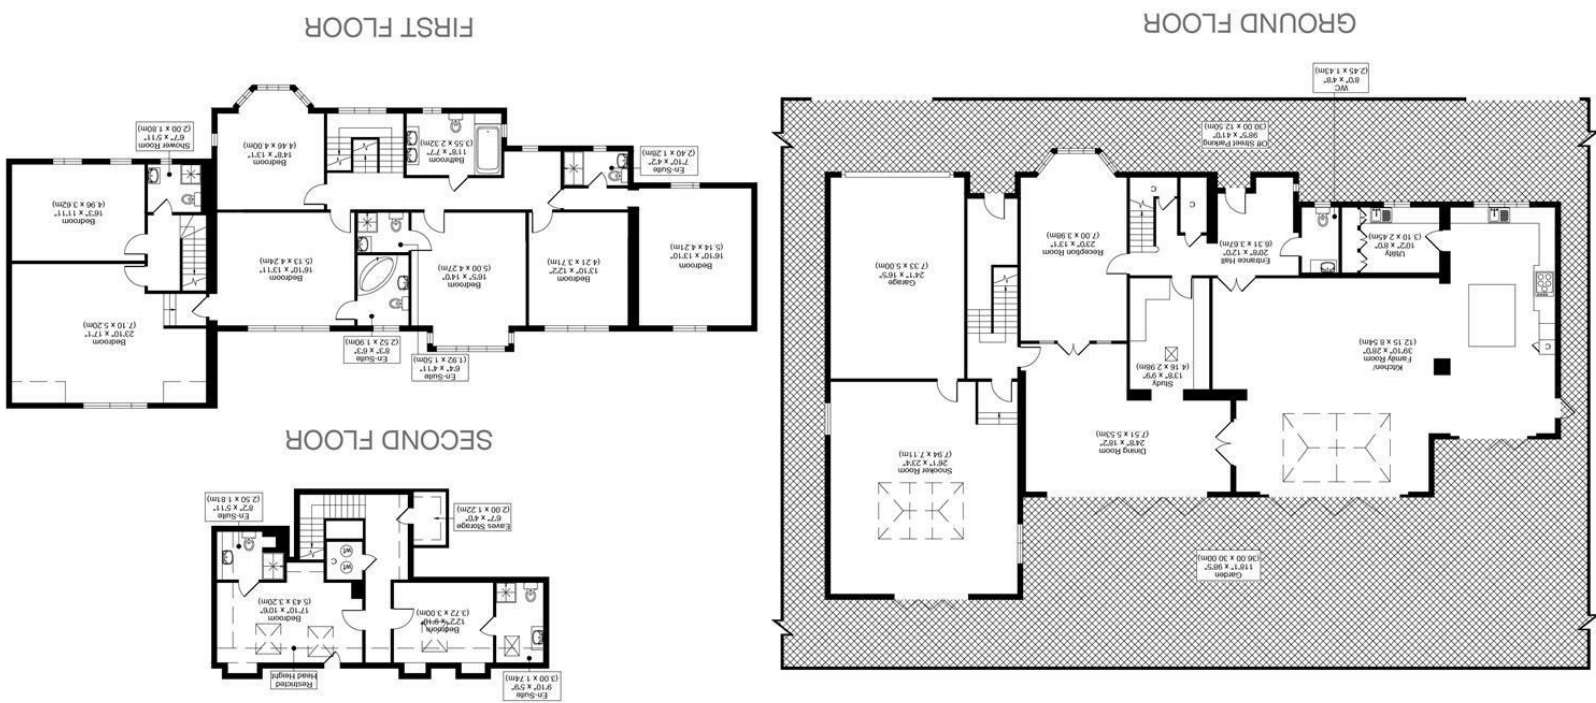 Garden
118'1" x 98'5"
(36.00 x 30.00m)
Snooker Room
26'1" x 23'4"
(7.94 x 7.11m)
Dining Room
24'8" x 18'2"
(7.51 x 5.53m)
Study
13'8" x 9'9"
(4.16 x 2.98m)
Kitchen/
Family Room
39'10" x 28'0"
(12.15 x 8.54m)
C
Garage
24'1" x 16'5"
(7.33 x 5.00m)
Reception Room
23'0" x 13'1"
(7.00 x 3.98m)
Entrance Hall
20'8" x 12'0"
(6.31 x 3.67m)
Utility
10'2" x 8'0"
(3.10 x 2.45m)
C
C
Off Street Parking
98'5" x 41'0"
(30.00 x 12.50m)
WC
8'0" x 4'8"
(2.45 x 1.43m)
GROUND FLOOR
En-Suite
9'10" x 5'9"
(3.00 x 1.74m)
Restricted
Head Height
Bedroom
12'2" x 9'10"
(3.72 x 3.00m)
Bedroom
17'10" x 10'6"
(5.43 x 3.20m)
WT
WT
C
Eaves Storage
6'7" x 4'0"
(2.00 x 1.22m)
En-Suite
8'2" x 5'11"
(2.50 x 1.81m)
SECOND FLOOR
En-Suite
6'4" x 4'11"
(1.92 x 1.50m)
En-Suite
8'3" x 6'3"
(2.52 x 1.90m)
Bedroom
23'10" x 17'1"
(7.10 x 5.20m)
Bedroom
16'10" x 13'10"
(5.14 x 4.21m)
Bedroom
13'10" x 12'2"
(4.21 x 3.71m)
Bedroom
16'5" x 14'0"
(5.00 x 4.27m)
Bedroom
16'10" x 13'11"
(5.13 x 4.24m)
Bedroom
16'3" x 11'11"
(4.96 x 3.62m)
En-Suite
7'10" x 4'2"
(2.40 x 1.28m)
Bathroom
11'8" x 7'7"
(3.55 x 2.32m)
Bedroom
14'8" x 13'1"
(4.46 x 4.00m)
Shower Room
6'7" x 5'11"
(2.00 x 1.80m)
FIRST FLOOR